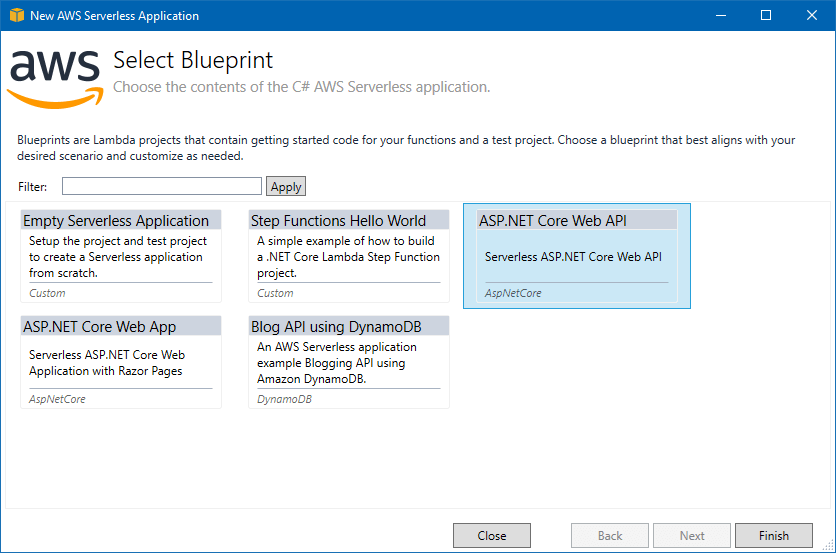 New AWS Serverless Application
aws
Select Blueprint
Choose the contents of the C# AWS Serverless application.
Blueprints are Lambda projects that contain getting started code for your functions and a test project. Choose a blueprint that best aligns with your
desired scenario and customize as needed.
Filter:
Apply
Empty Serverless Application
Setup the project and test project
to create a Serverless application
from scratch.
Custom
Step Functions Hello World
A simple example of how to build
a .NET Core Lambda Step Function
project.
Custom
ASP.NET Core Web API
Serverless ASP.NET Core Web API
AspNetCore
ASP.NET Core Web App
Serverless ASP.NET Core Web
Application with Razor Pages
AspNetCore
Blog API using DynamoDB
An AWS Serverless application
example Blogging API using
Amazon DynamoDB.
DynamoDB
Close
Back
Next
Finish